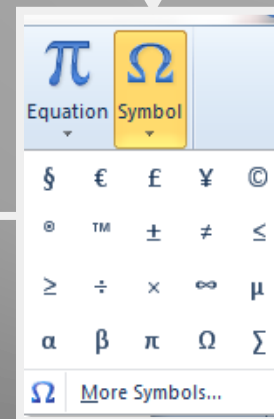 π Ω
Equation Symbol
§ € £ ¥ ©
® ™ ± ≠ ≤
≥ ÷ × ∞ µ
α β π Ω ∑
Ω More Symbols...